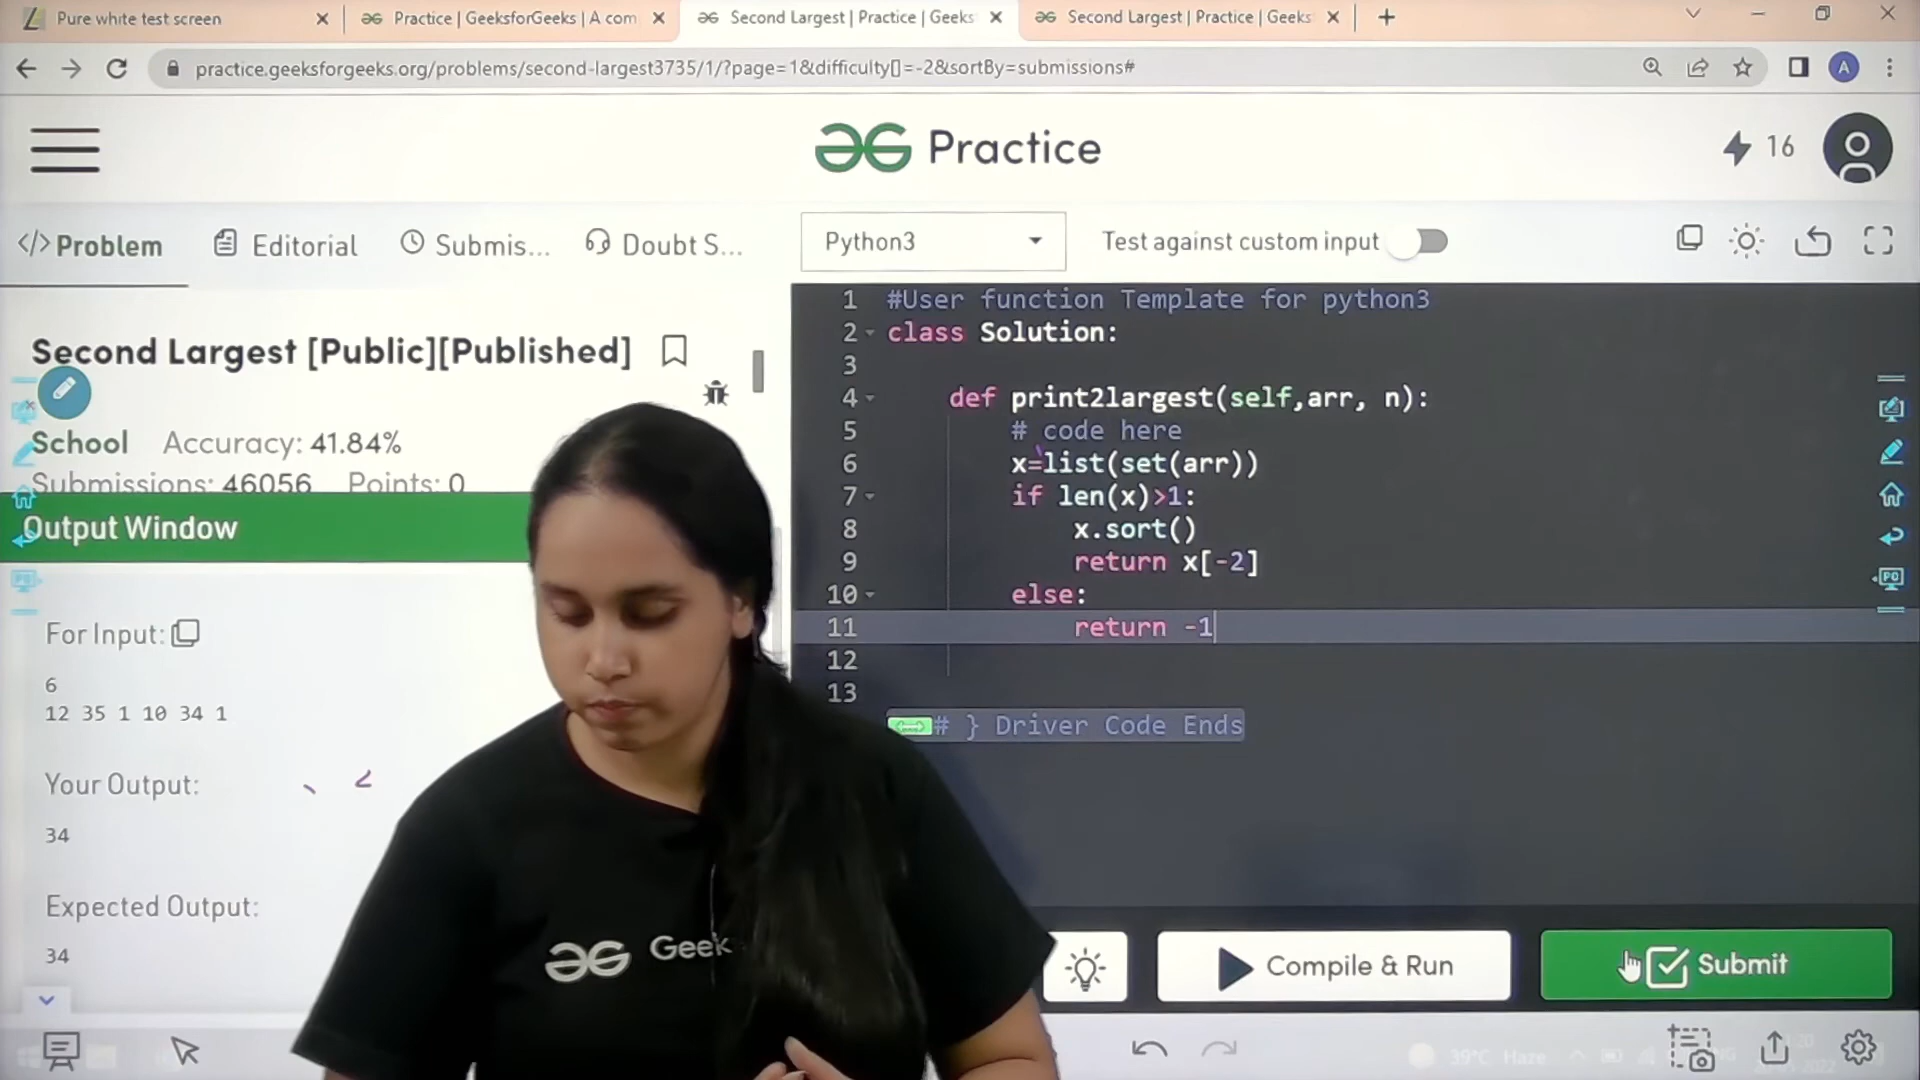 Pure white test screen
Practice | GeeksforGeeks | A com
Second Largest | Practice | Geeks
Second Largest | Practice | Geeks
practice.geeksforgeeks.org/problems/second-largest3735/1/?page=1&difficulty[]=-2&sortBy=submissions#
A
Practice
16
</> Problem
Editorial
Submis...
Doubt S...
Python3
Test against custom input
Second Largest [Public][Published]
School Accuracy: 41.84%
Submissions: 46056 Points: 0
Output Window
For Input:
6
12 35 1 10 34 1
Your Output:
34
Expected Output:
34
1 #User function Template for python3
2 class Solution:
3
4 def print2largest(self,arr, n):
5 # code here
6 x=list(set(arr))
7 if len(x)>1:
8 x.sort()
9 return x[-2]
10 else:
11 return -1
12
13
# } Driver Code Ends
Geek
Compile & Run
Submit
39°C Haze